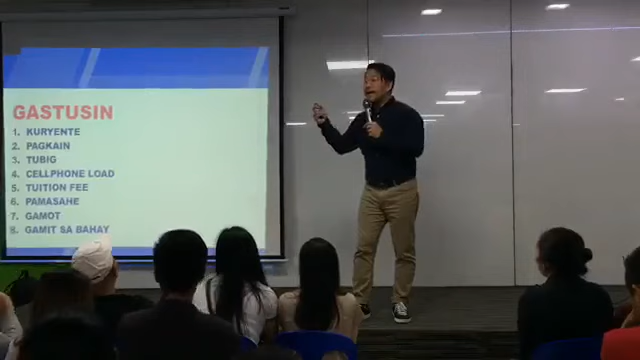 GASTUSIN
1. KURYENTE
2. PAGKAIN
3. TUBIG
4. CELLPHONE LOAD
5. TUITION FEE
6. PAMASAHE
7. GAMOT
8. GAMIT SA BAHAY